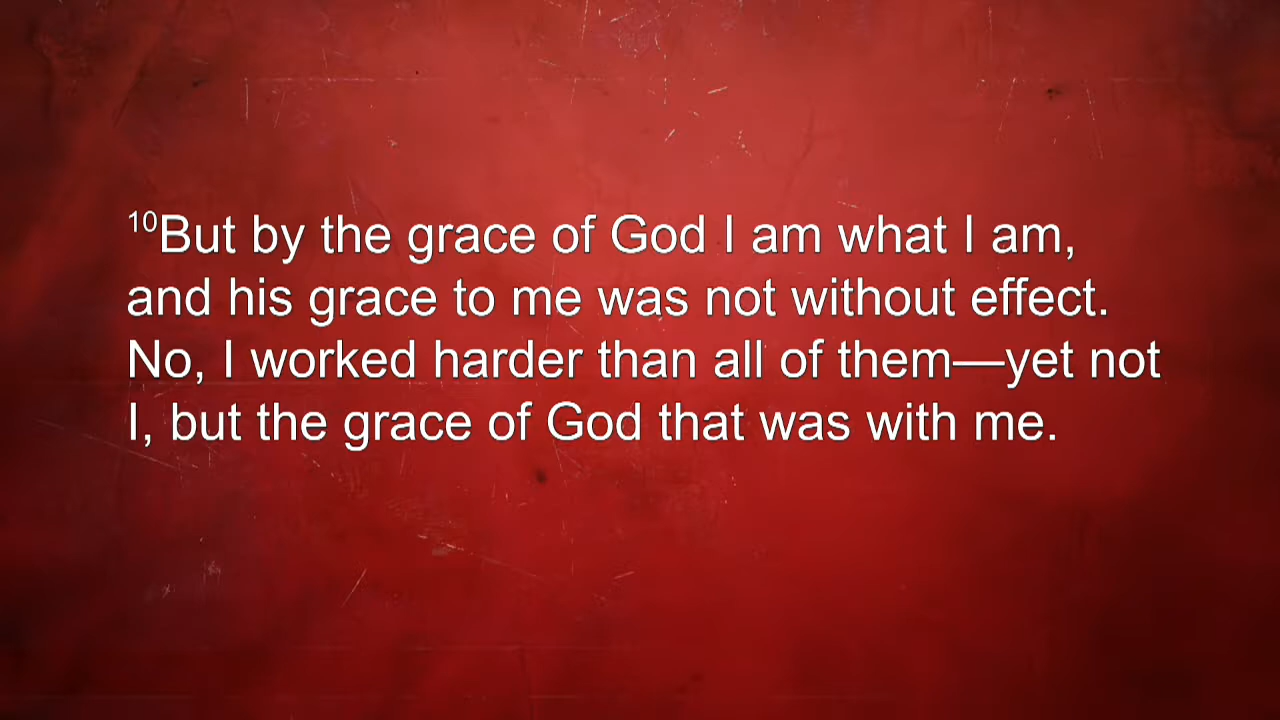 ¹⁰But by the grace of God I am what I am,
and his grace to me was not without effect.
No, I worked harder than all of them—yet not
I, but the grace of God that was with me.